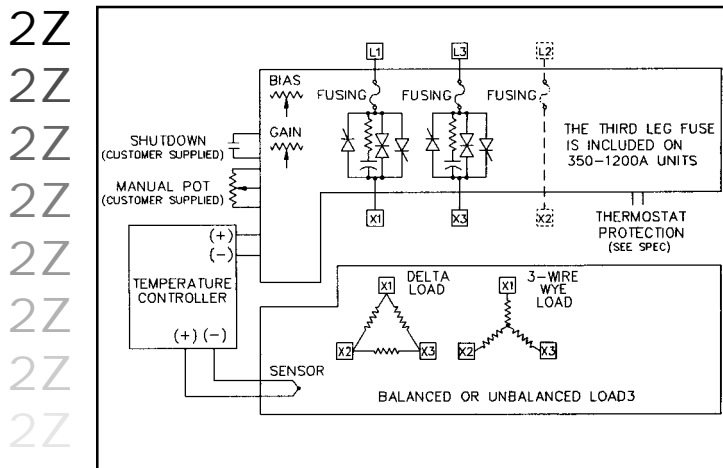 2Z
2Z
2Z
2Z
2Z
2Z
2Z
2Z
L1
L3
L2
BIAS
FUSING
FUSING
FUSING
GAIN
SHUTDOWN
(CUSTOMER SUPPLIED)
THE THIRD LEG FUSE
IS INCLUDED ON
350-1200A UNITS
MANUAL POT
(CUSTOMER SUPPLIED)
X1
X3
X2
THERMOSTAT
PROTECTION
(SEE SPEC)
(+)
(-)
TEMPERATURE
CONTROLLER
(+) (-)
DELTA
LOAD
X1
X2
X3
3-WIRE
WYE
LOAD
X1
X2
X3
SENSOR
BALANCED OR UNBALANCED LOAD3